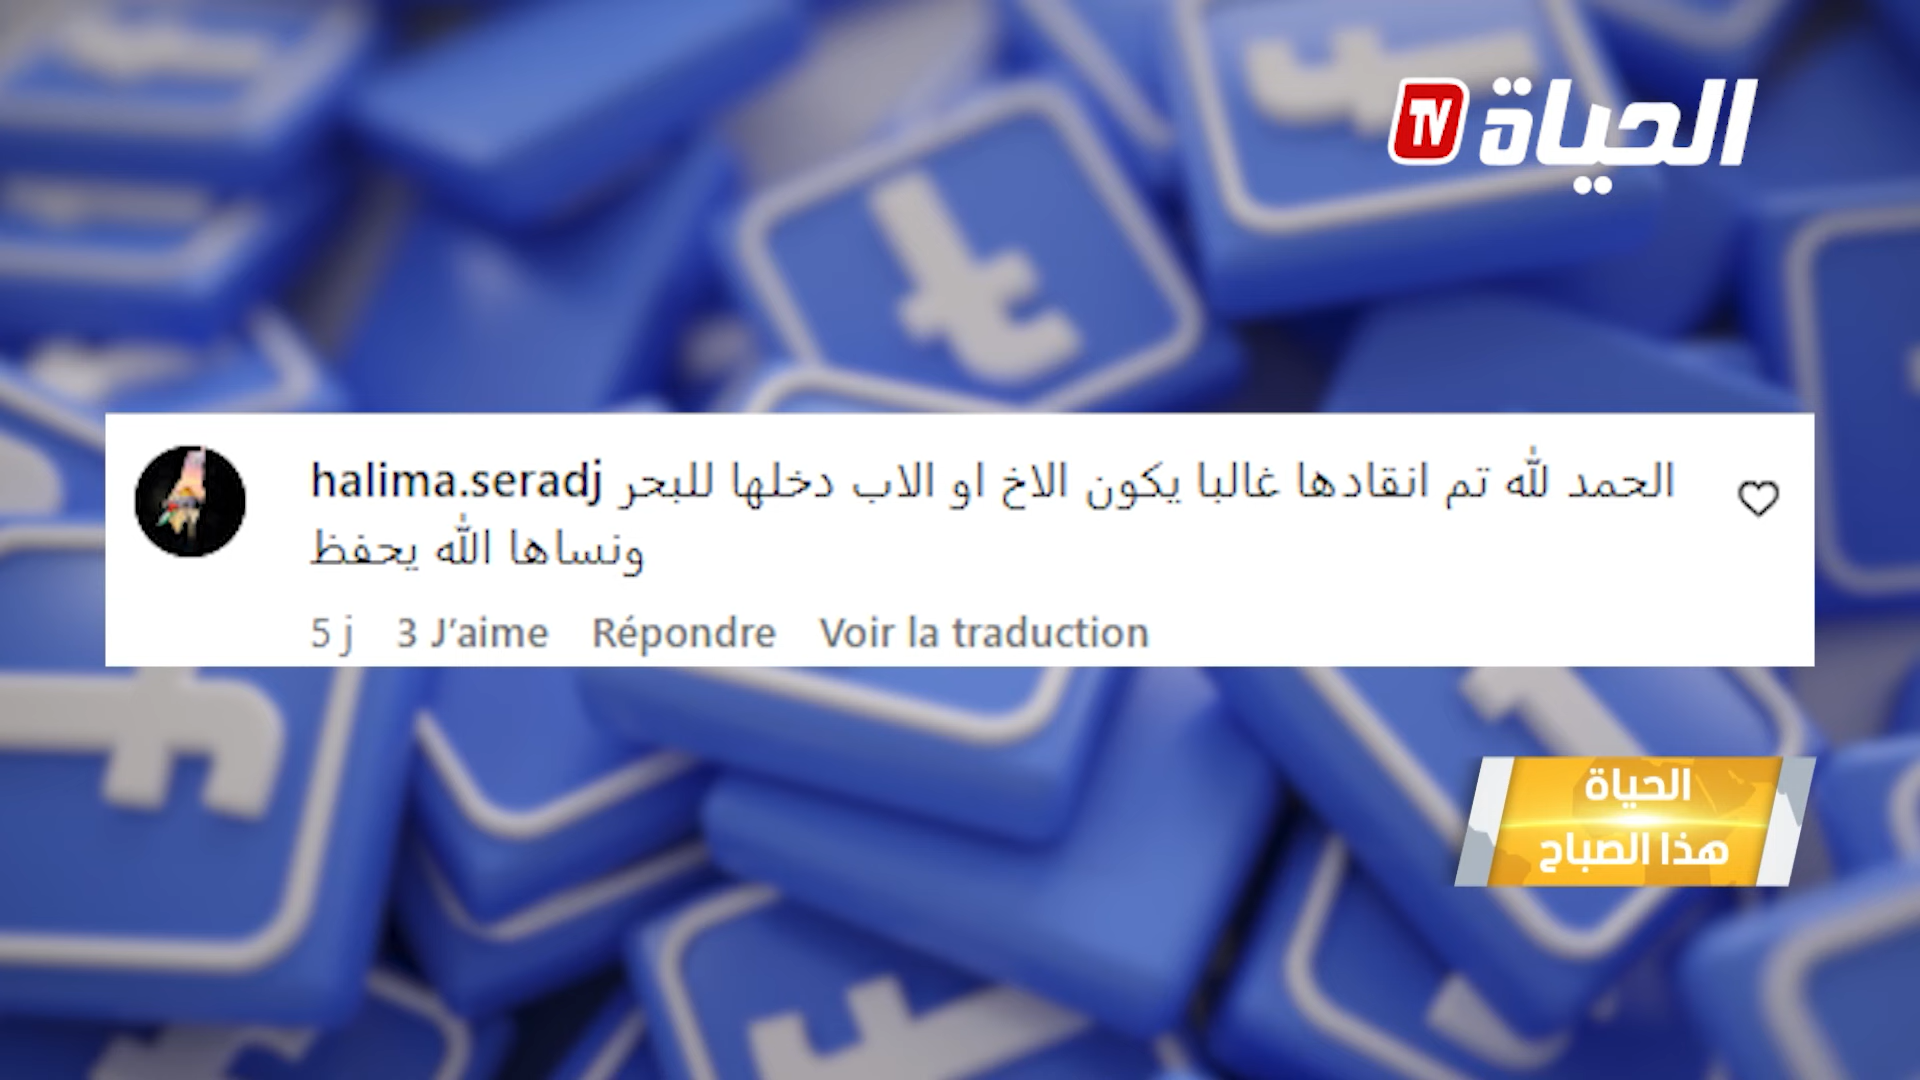 الحياة TV
halima.seradj الحمد لله تم انقادها غالبا يكون الاخ او الاب دخلها للبحر
ونساها الله يحفظ
5 j 3 J'aime Répondre Voir la traduction
الحياة
هذا الصباح